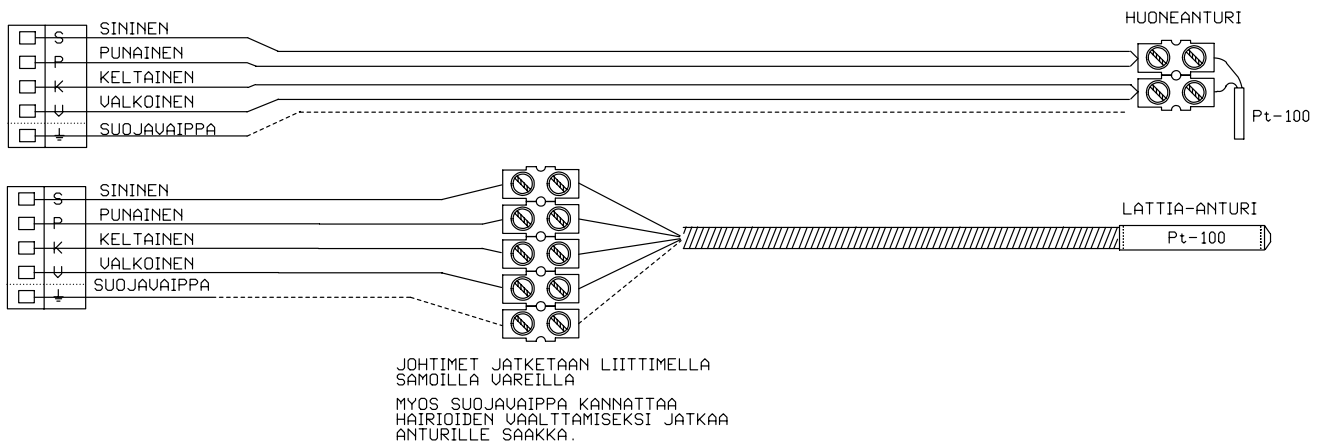 HUONEANTURI
S SININEN
P PUNAINEN
K KELTAINEN
V VALKOINEN
SUOJAVAIPPA
Pt-100
S SININEN
P PUNAINEN
K KELTAINEN
V VALKOINEN
SUOJAVAIPPA
LATTIA-ANTURI
Pt-100
JOHTIMET JATKETAAN LIITTIMELLA
SAMOILLA VAREILLA
MYOS SUOJAVAIPPA KANNATTAA
HAIRIOIDEN VAALTTAMISEKSI JATKAA
ANTURILLE SAAKKA.